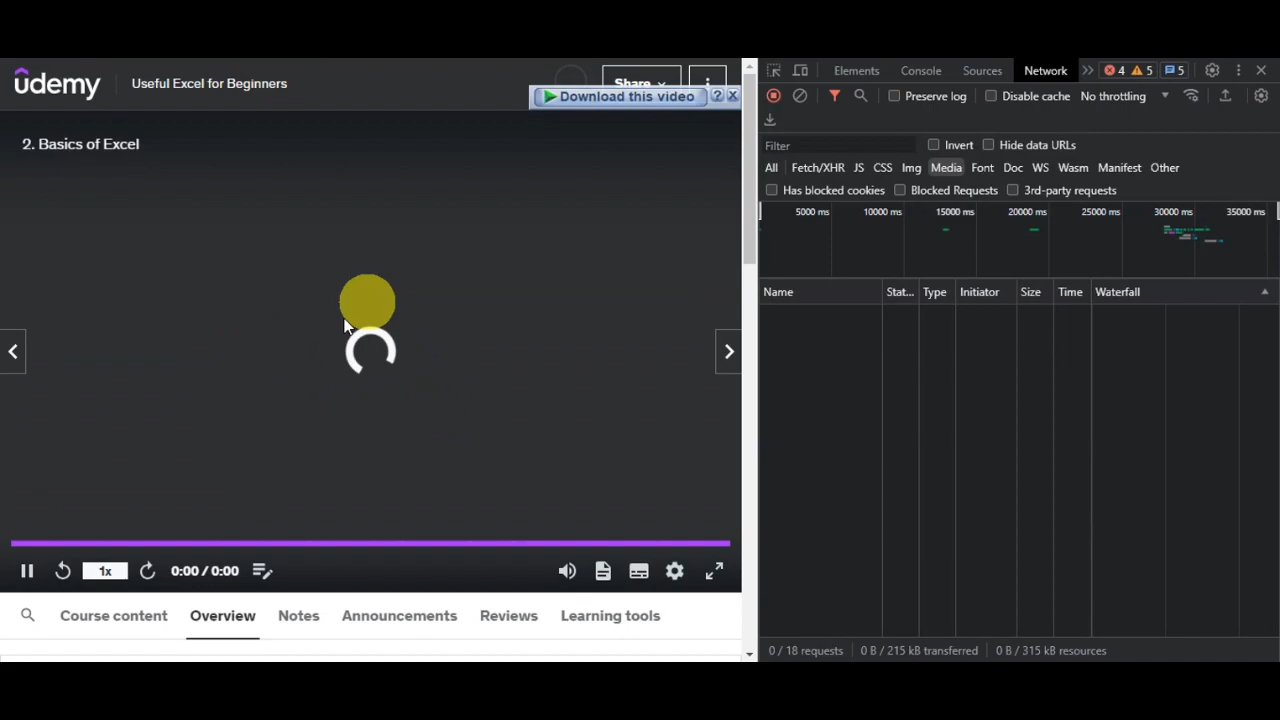 ûdemy Useful Excel for Beginners Share
Download this video ? X
2. Basics of Excel
1x 0:00 / 0:00
Course content Overview Notes Announcements Reviews Learning tools
Elements Console Sources Network 4 5 5
Preserve log Disable cache No throttling
Filter Invert Hide data URLs
All Fetch/XHR JS CSS Img Media Font Doc WS Wasm Manifest Other
Has blocked cookies Blocked Requests 3rd-party requests
5000 ms 10000 ms 15000 ms 20000 ms 25000 ms 30000 ms 35000 ms
Name Stat... Type Initiator Size Time Waterfall
0 / 18 requests 0 B / 215 kB transferred 0 B / 315 kB resources